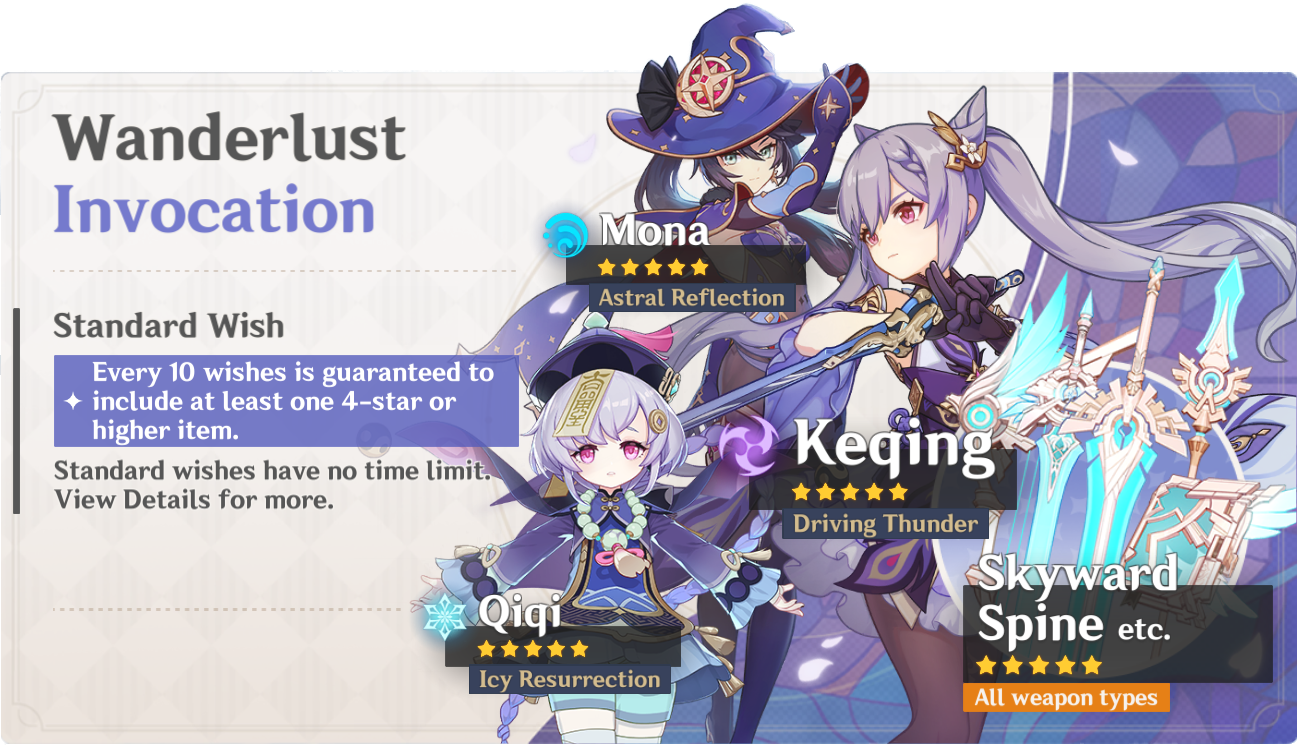 Wanderlust
Invocation
Standard Wish
Every 10 wishes is guaranteed to
include at least one 4-star or
higher item.
Standard wishes have no time limit.
View Details for more.
Mona
Astral Reflection
Keqing
Driving Thunder
Qiqi
Icy Resurrection
Skyward
Spine etc.
All weapon types